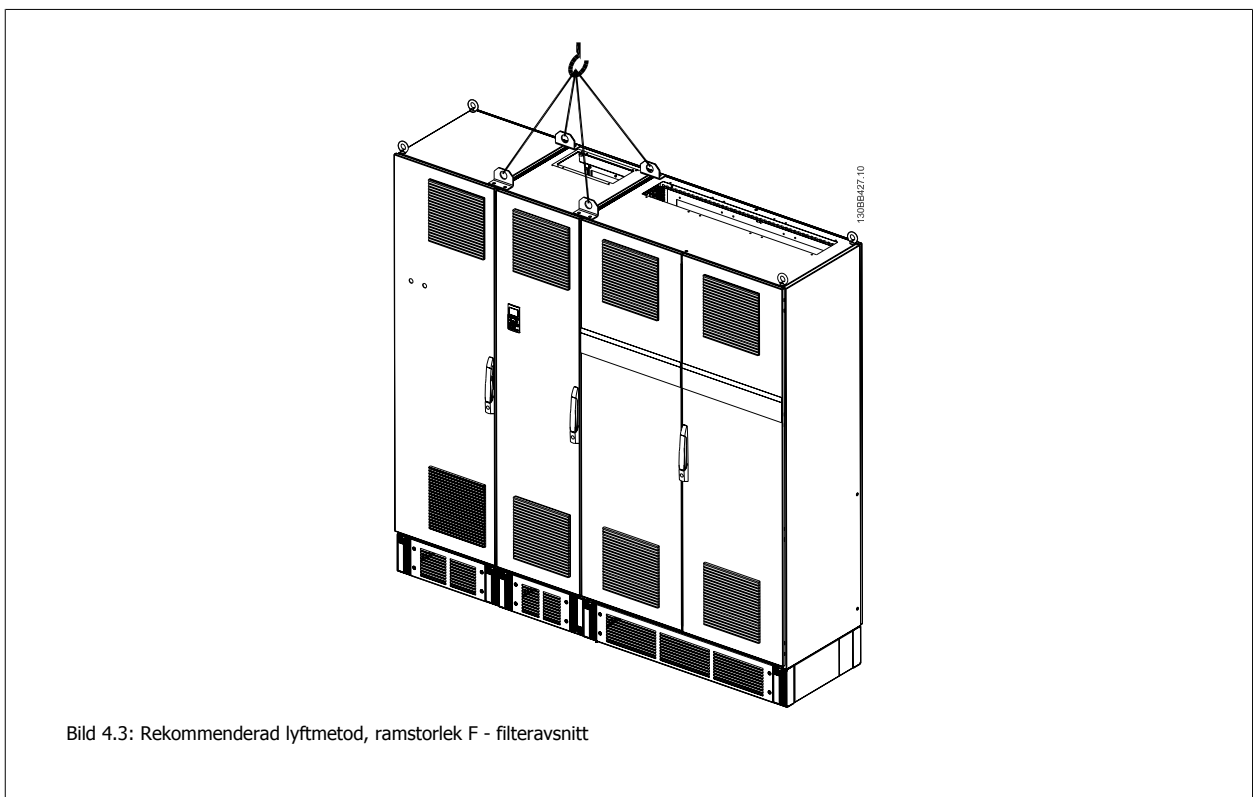 130BB427.10
Bild 4.3: Rekommenderad lyftmetod, ramstorlek F - filteravsnitt